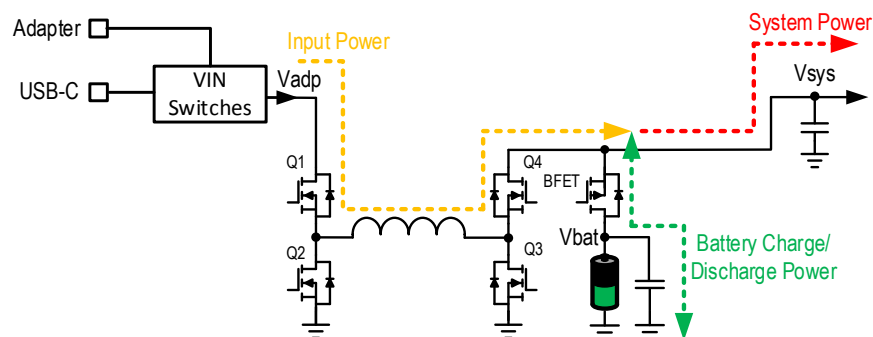 Adapter
USB-C
VIN
Switches
Vadp
Input Power
System Power
Vsys
Q1
Q4
BFET
Q2
Q3
Vbat
Battery Charge/
Discharge Power